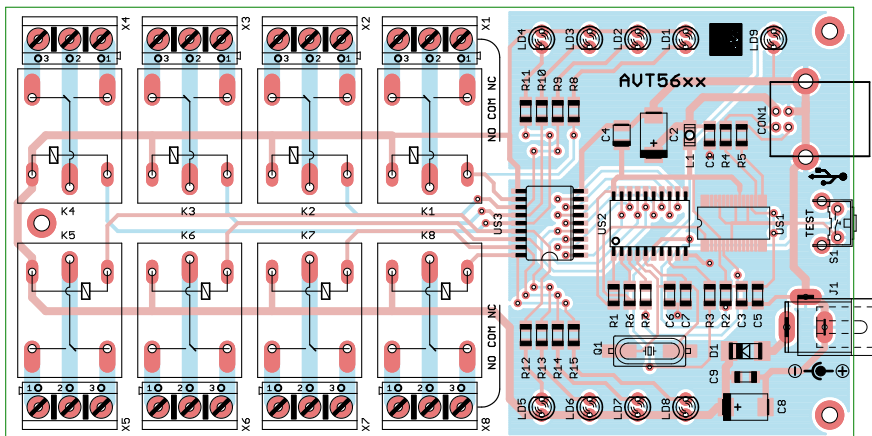 X4 X3 X2 X1
3 2 1 3 2 1 3 2 1 3 2 1
LD4 LD3 LD2 LD1 LD9
NO COM NC
R11 R10 R9 R8
AVT56xx
C4 C2 L1 C1 R4 R5
CON1
K4 K3 K2 K1
US3 US2 US1
TEST
S1
K5 K6 K7 K8
J1
R1 R6 R7 C6 C7 R3 R2 C3 C5
NO COM NC
R12 R13 R14 R15
Q1
D1
C9
C8
- +
+
1 2 3 1 2 3 1 2 3 1 2 3
LD5 LD6 LD7 LD8
X5 X6 X7 X8